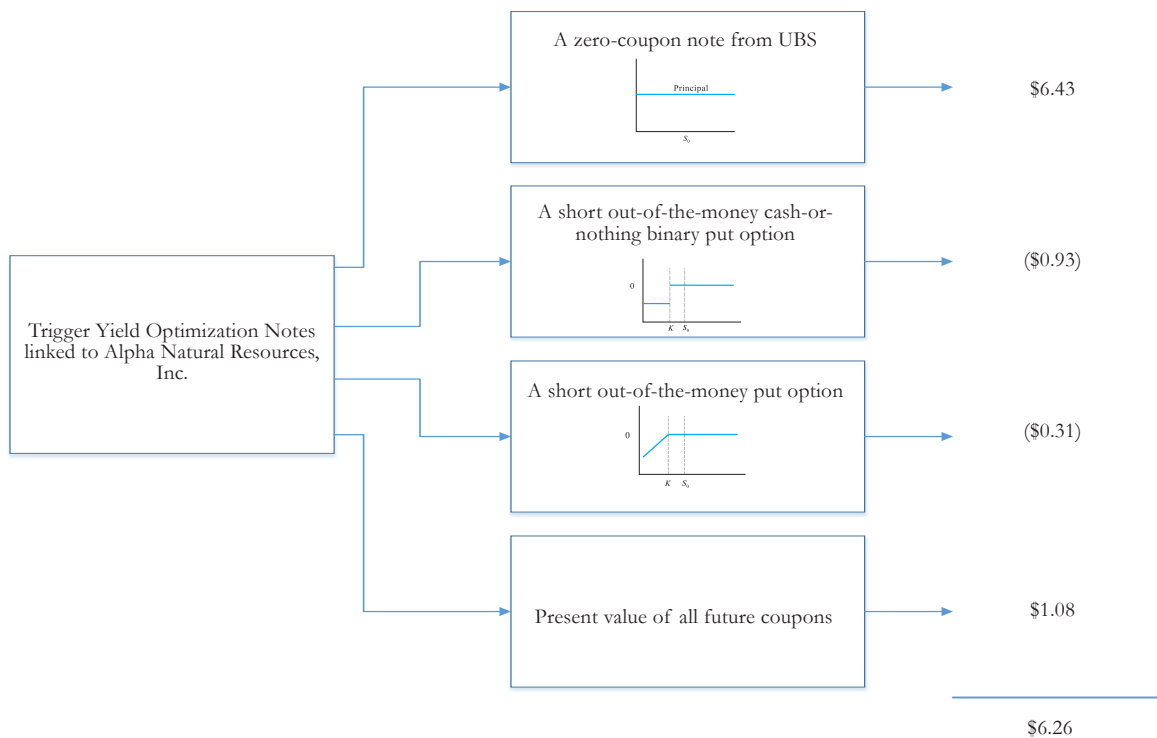 A zero-coupon note from UBS
Principal
S₀
$6.43
A short out-of-the-money cash-or-
nothing binary put option
0
K S₀
($0.93)
Trigger Yield Optimization Notes
linked to Alpha Natural Resources,
Inc.
A short out-of-the-money put option
0
K S₀
($0.31)
Present value of all future coupons
$1.08
$6.26